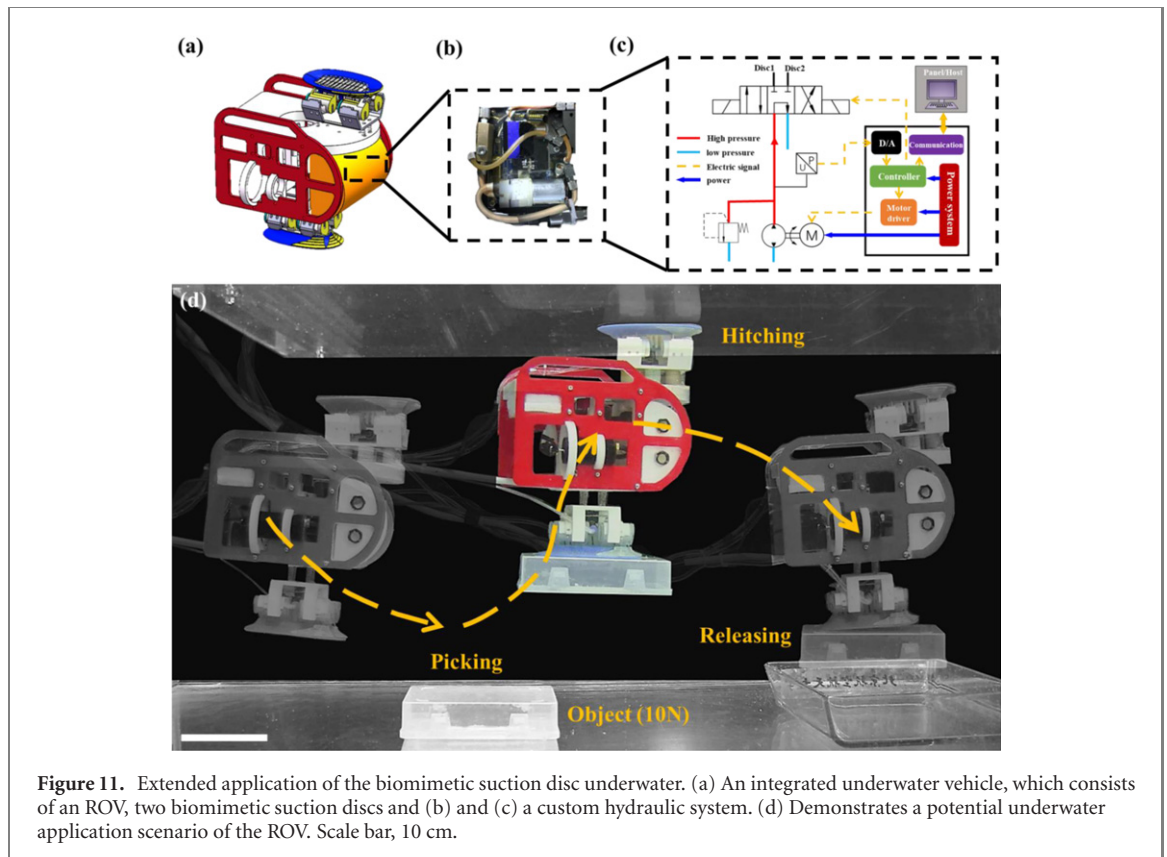 (a)
(b)
(c)
Disc1 Disc2
Panel/Host
High pressure
low pressure
Electric signal
power
U P
D/A
Communication
Controller
Motor
driver
Power system
M
(d)
Hitching
Picking
Releasing
Object (10N)
Figure 11. Extended application of the biomimetic suction disc underwater. (a) An integrated underwater vehicle, which consists
of an ROV, two biomimetic suction discs and (b) and (c) a custom hydraulic system. (d) Demonstrates a potential underwater
application scenario of the ROV. Scale bar, 10 cm.